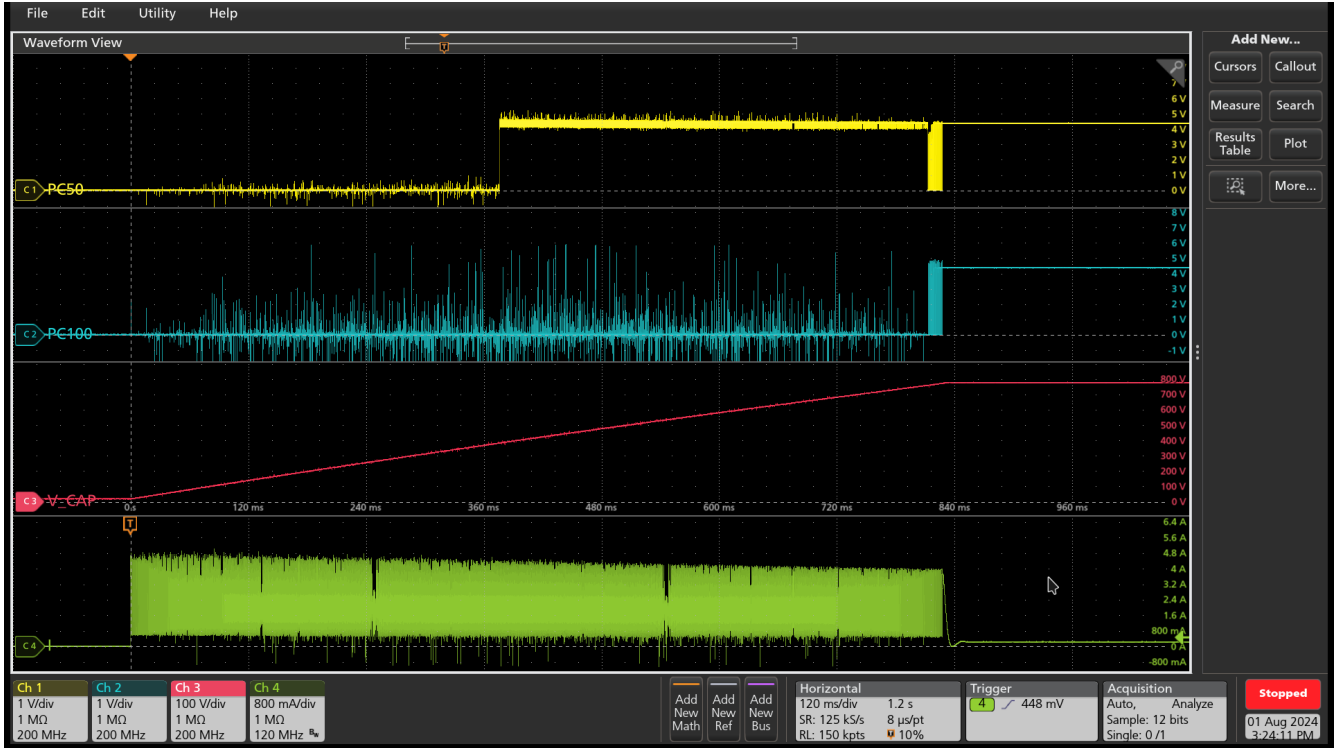 File Edit Utility Help
Waveform View
Add New...
Cursors Callout
Measure Search
Results Table Plot
More...
T
7
6 V
5 V
4 V
3 V
2 V
1 V
0 V
C 1 PC50
8 V
7 V
6 V
5 V
4 V
3 V
2 V
1 V
0 V
-1 V
C 2 PC100
800 V
700 V
600 V
500 V
400 V
300 V
200 V
100 V
0 V
C 3 V_CAP
0 s 120 ms 240 ms 360 ms 480 ms 600 ms 720 ms 840 ms 960 ms
T
6.4 A
5.6 A
4.8 A
4 A
3.2 A
2.4 A
1.6 A
800 mA
0 A
-800 mA
C 4
Ch 1
1 V/div
1 MΩ
200 MHz
Ch 2
1 V/div
1 MΩ
200 MHz
Ch 3
100 V/div
1 MΩ
200 MHz
Ch 4
800 mA/div
1 MΩ
120 MHz Bw
Add New Math
Add New Ref
Add New Bus
Horizontal
120 ms/div 1.2 s
SR: 125 kS/s 8 µs/pt
RL: 150 kpts 10%
Trigger
4 448 mV
Acquisition
Auto, Analyze
Sample: 12 bits
Single: 0 /1
Stopped
01 Aug 2024
3:24:11 PM